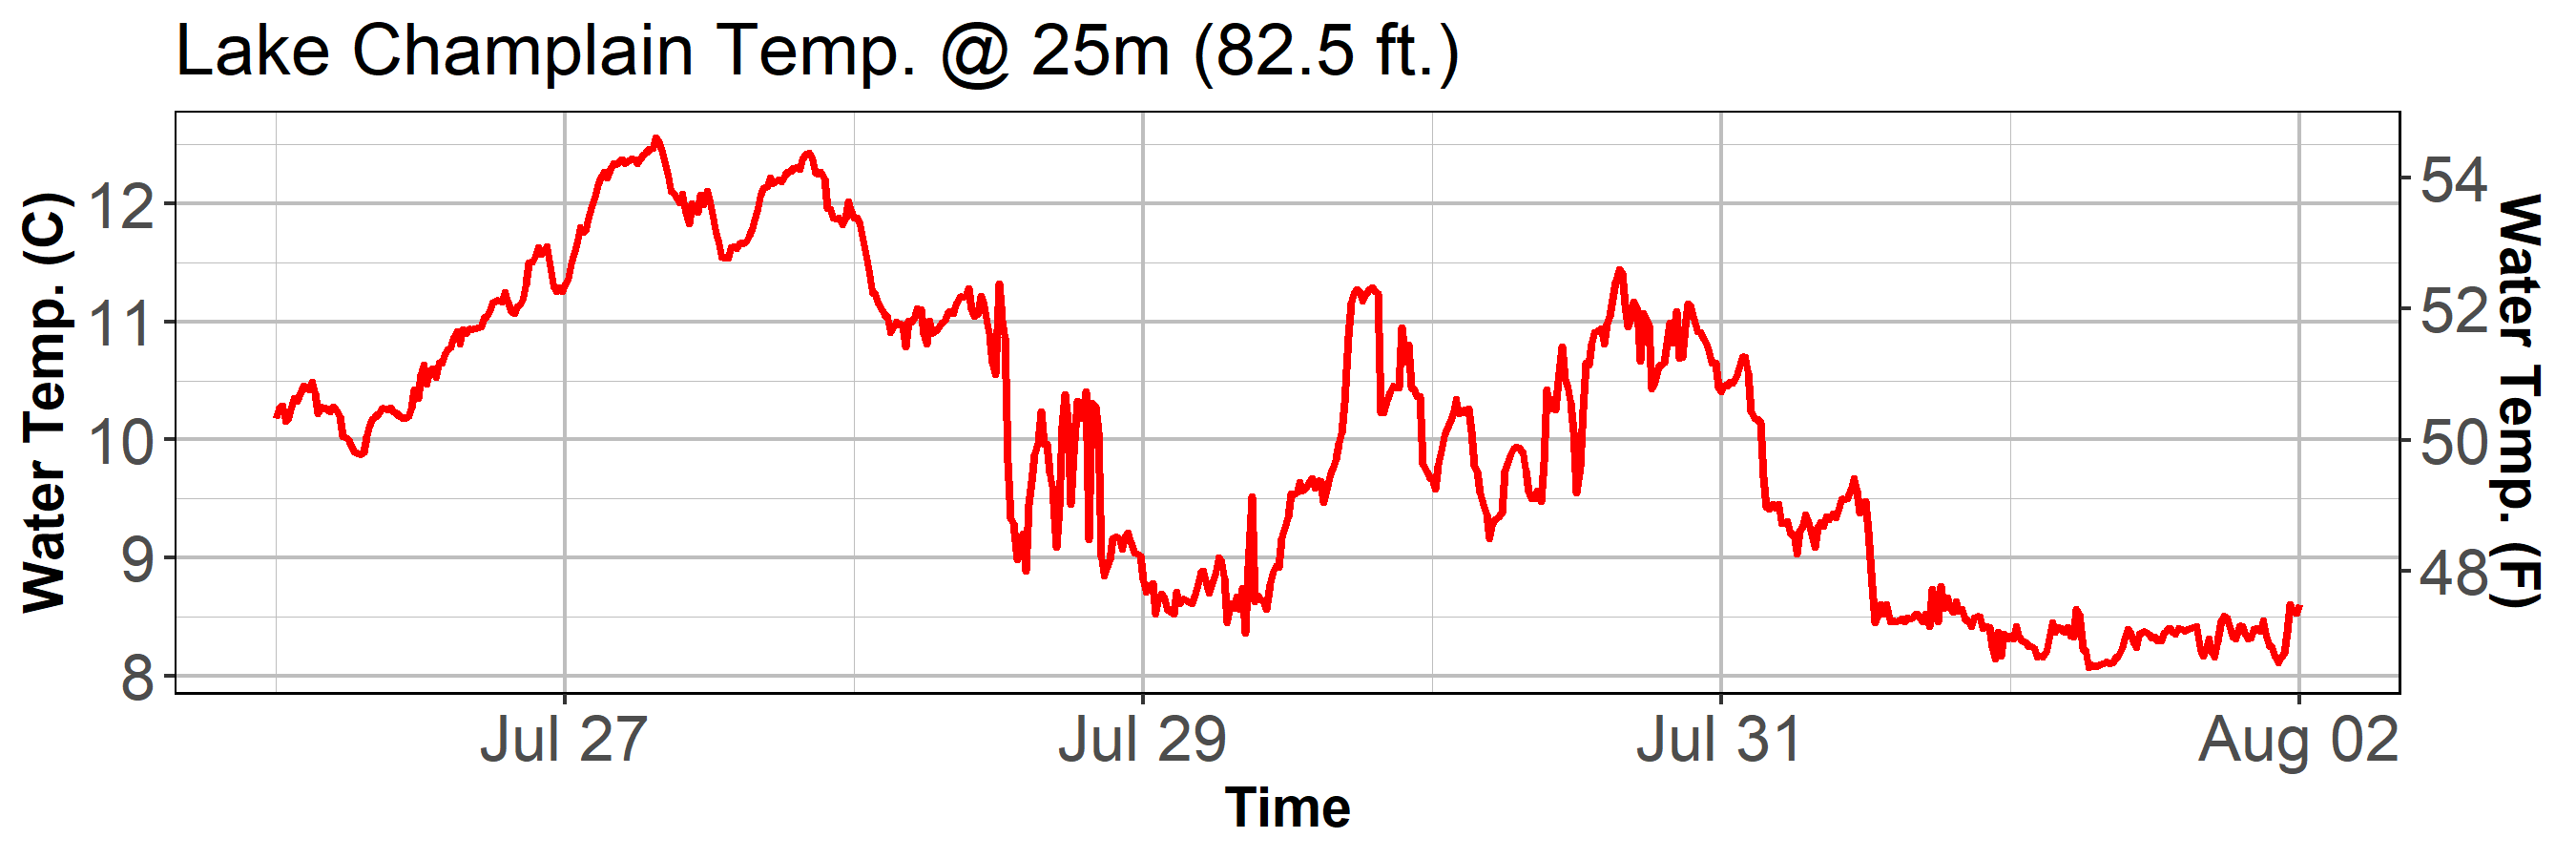 Lake Champlain Temp. @ 25m (82.5 ft.)
Water Temp. (C)
12
11
10
9
8
54
52
50
48
Water Temp. (F)
Jul 27
Jul 29
Jul 31
Aug 02
Time